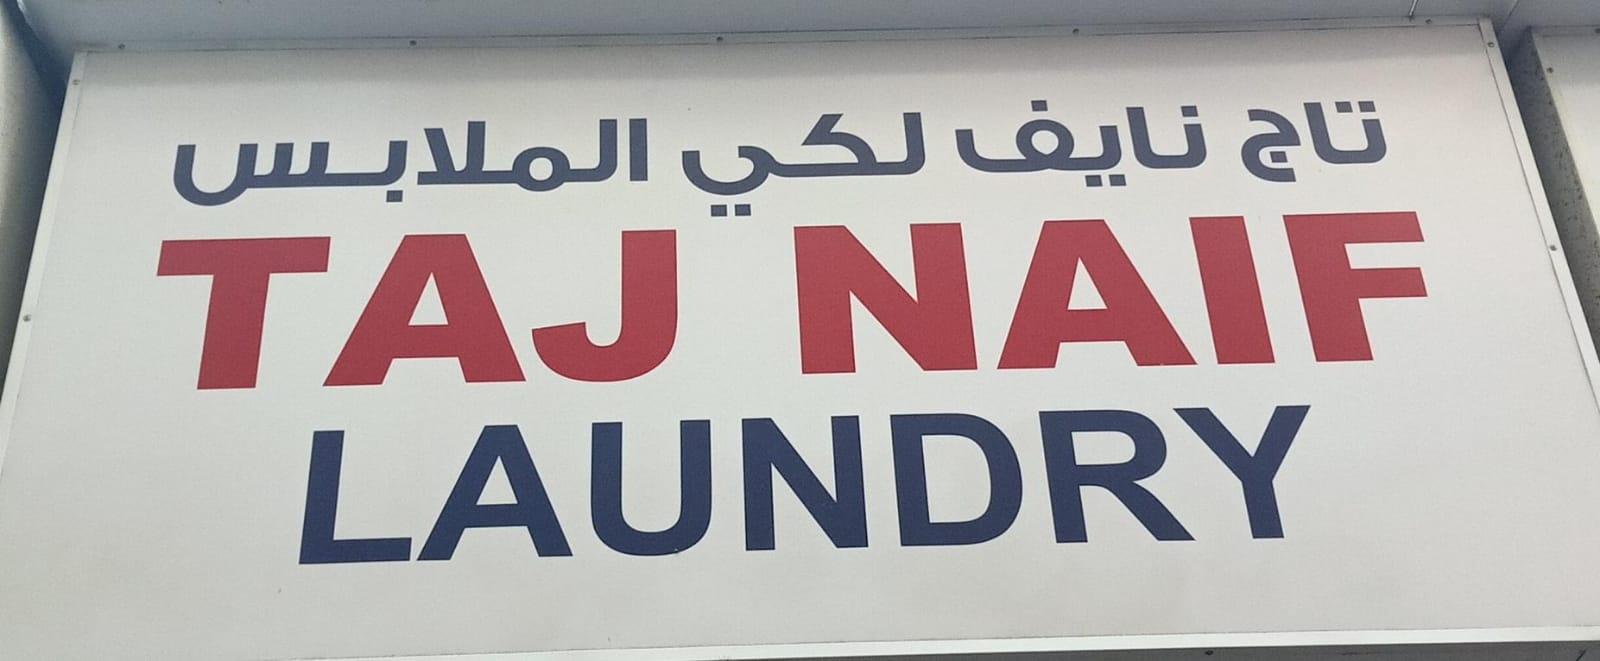 تاج نايف لكي الملابس
TAJ NAIF
LAUNDRY